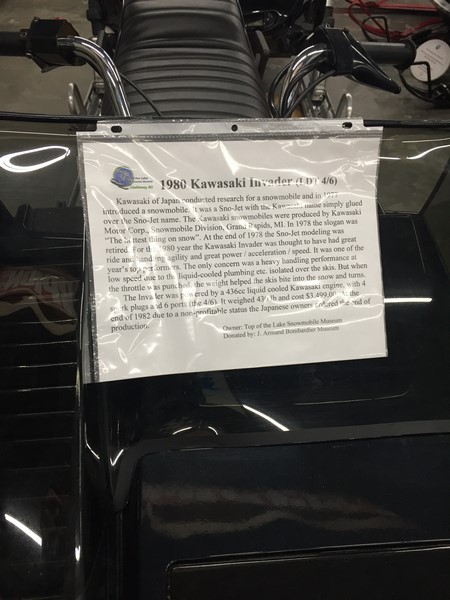 1980 Kawasaki Invader (LTD 4/6)
Kawasaki of Japan conducted research for a snowmobile and in 1977
introduced a snowmobile. It was a Sno-Jet with the Kawasaki name simply glued
over the Sno-Jet name. The Kawasaki snowmobiles were produced by Kawasaki
Motor Corp., Snowmobile Division, Grand Rapids, MI. In 1978 the slogan was
"The hottest thing on snow". At the end of 1978 the Sno-Jet modeling was
retired. For the 1980 year the Kawasaki Invader was thought to have had great
ride and handling agility and great power / acceleration / speed. It was one of the
year's top performers. The only concern was a heavy handling performance at
low speed due to the liquid-cooled plumbing etc. isolated over the skis. But when
the throttle was punched, the weight helped the skis bite into the snow and turns.
The Invader was powered by a 436cc liquid cooled Kawasaki engine, with 4
spark plugs and 6 ports (the 4/6). It weighed lb and cost $3,499.00. At the
end of 1982 due to a non-profitable status the Japanese owners ordered the end of
production.
Owner: Top of the Lake Snowmobile Museum
Donated by: J. Armand Bombardier Museum